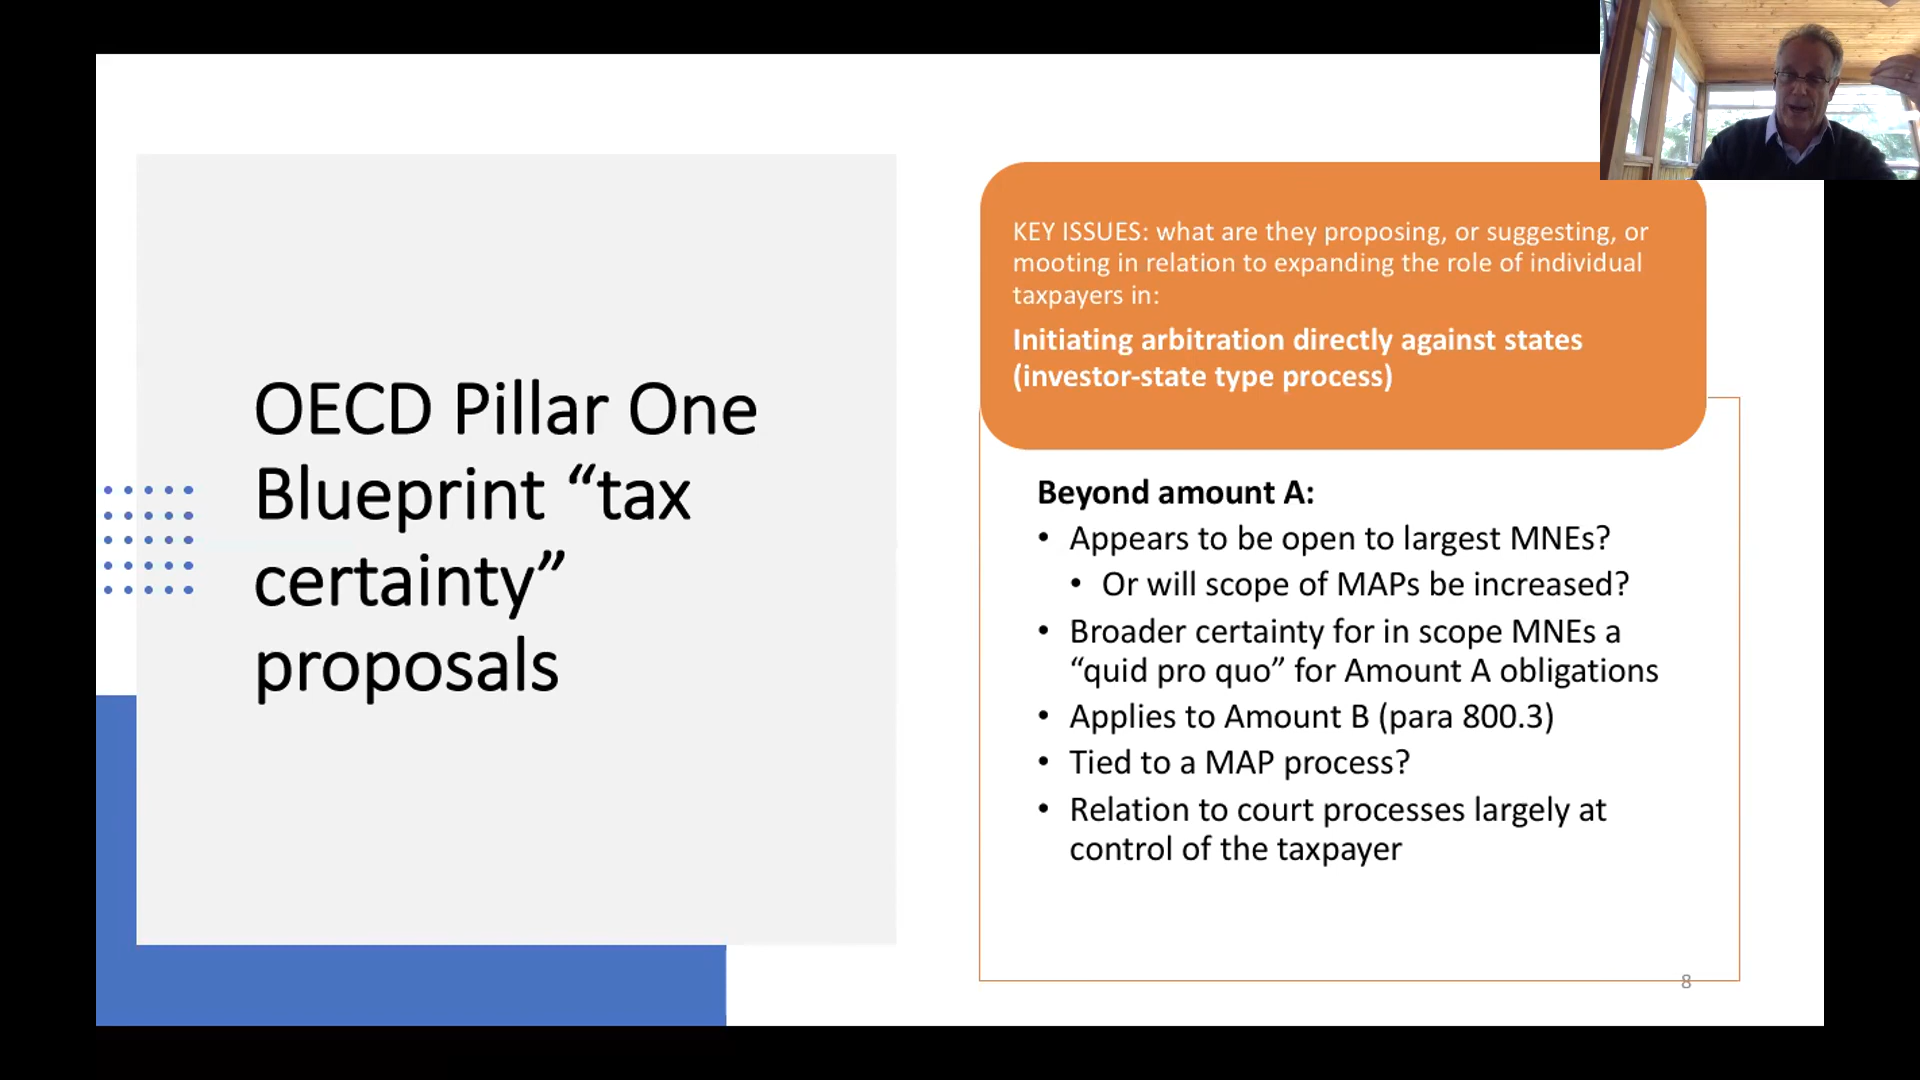 OECD Pillar One
Blueprint “tax
certainty”
proposals
KEY ISSUES: what are they proposing, or suggesting, or
mooting in relation to expanding the role of individual
taxpayers in:
Initiating arbitration directly against states
(investor-state type process)
Beyond amount A:
• Appears to be open to largest MNEs?
• Or will scope of MAPs be increased?
• Broader certainty for in scope MNEs a
“quid pro quo” for Amount A obligations
• Applies to Amount B (para 800.3)
• Tied to a MAP process?
• Relation to court processes largely at
control of the taxpayer
8